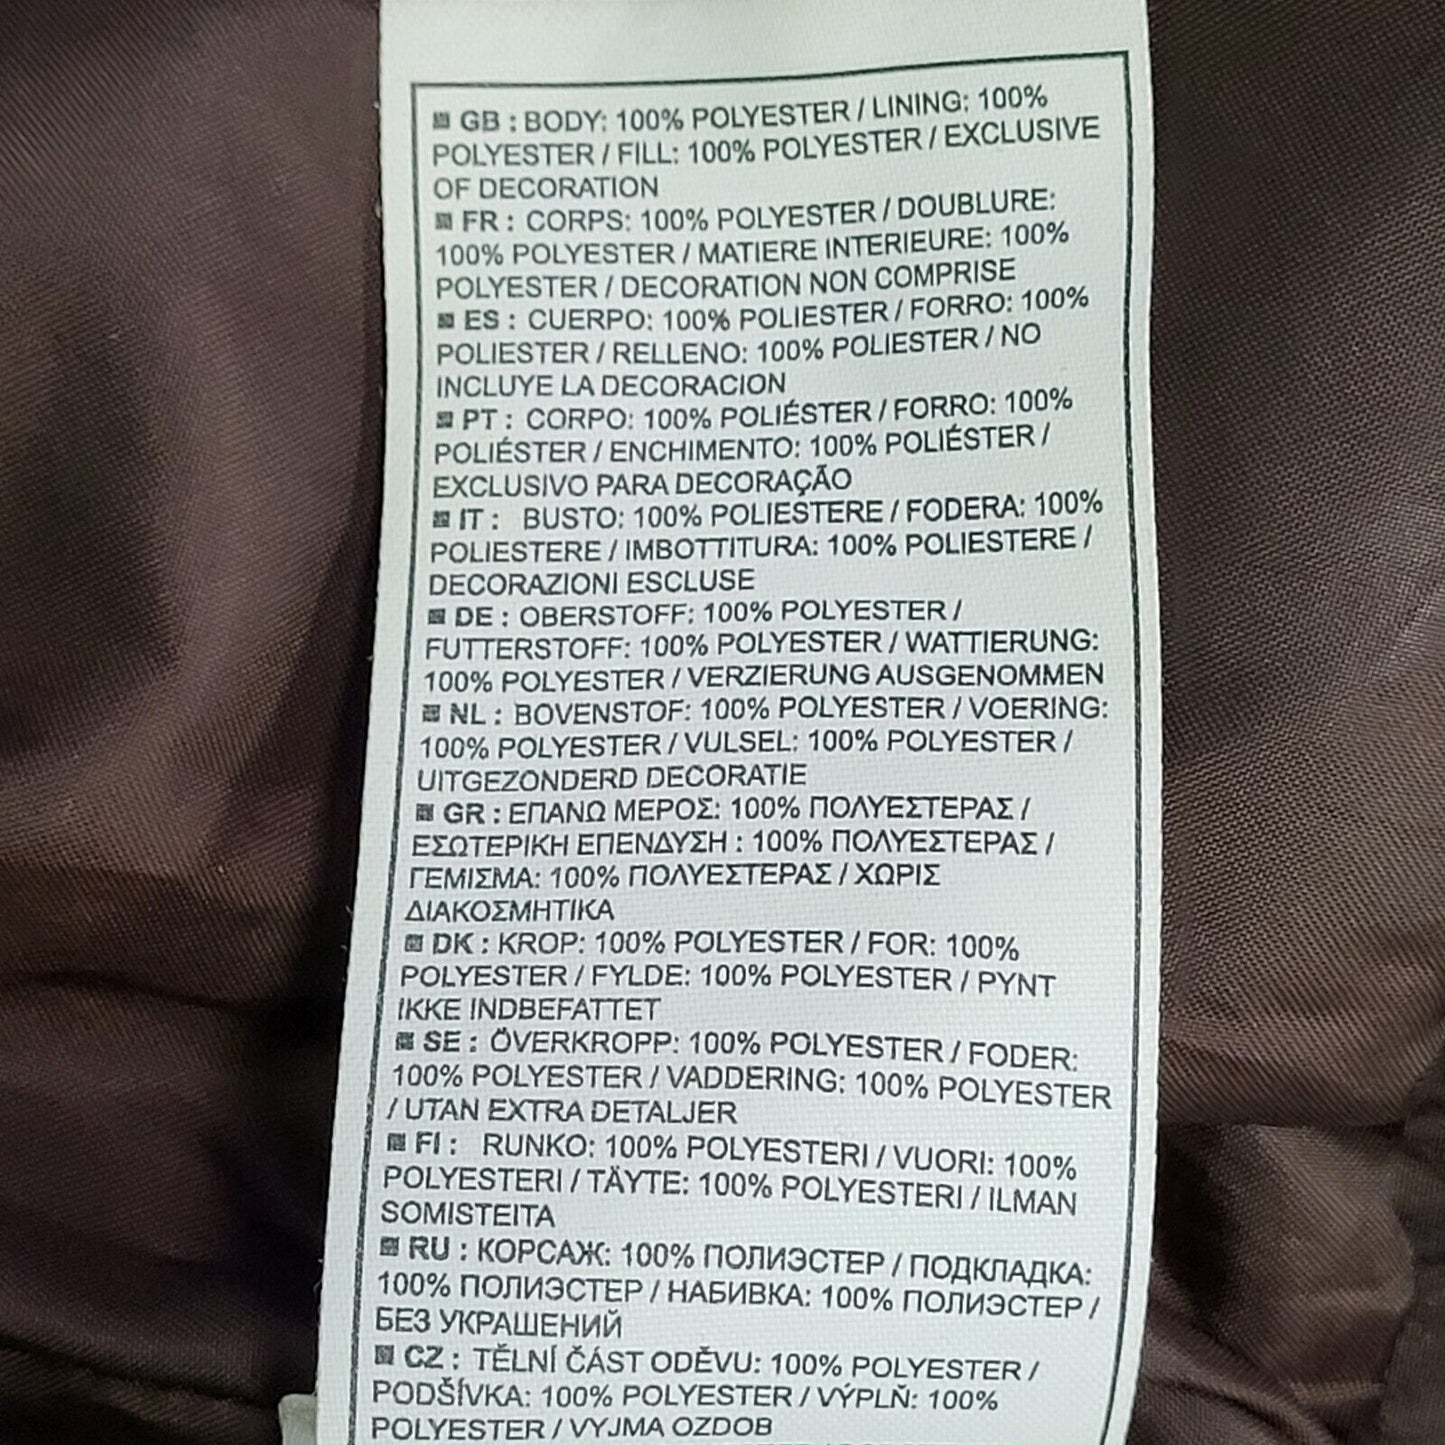 GB : BODY: 100% POLYESTER / LINING: 100%
POLYESTER / FILL: 100% POLYESTER / EXCLUSIVE
OF DECORATION
FR : CORPS: 100% POLYESTER / DOUBLURE:
100% POLYESTER / MATIERE INTERIEURE: 100%
POLYESTER / DECORATION NON COMPRISE
ES : CUERPO: 100% POLIESTER / FORRO: 100%
POLIESTER / RELLENO: 100% POLIESTER / NO
INCLUYE LA DECORACION
PT : CORPO: 100% POLIÉSTER / FORRO: 100%
POLIÉSTER / ENCHIMENTO: 100% POLIÉSTER /
EXCLUSIVO PARA DECORAÇÃO
IT : BUSTO: 100% POLIESTERE / FODERA: 100%
POLIESTERE / IMBOTTITURA: 100% POLIESTERE /
DECORAZIONI ESCLUSE
DE : OBERSTOFF: 100% POLYESTER /
FUTTERSTOFF: 100% POLYESTER / WATTIERUNG:
100% POLYESTER / VERZIERUNG AUSGENOMMEN
NL : BOVENSTOF: 100% POLYESTER / VOERING:
100% POLYESTER / VULSEL: 100% POLYESTER /
UITGEZONDERD DECORATIE
GR : ΕΠΑΝΩ ΜΕΡΟΣ: 100% ΠΟΛΥΕΣΤΕΡΑΣ /
ΕΣΩΤΕΡΙΚΗ ΕΠΕΝΔΥΣΗ : 100% ΠΟΛΥΕΣΤΕΡΑΣ /
ΓΕΜΙΣΜΑ: 100% ΠΟΛΥΕΣΤΕΡΑΣ / ΧΩΡΙΣ
ΔΙΑΚΟΣΜΗΤΙΚΑ
DK : KROP: 100% POLYESTER / FOR: 100%
POLYESTER / FYLDE: 100% POLYESTER / PYNT
IKKE INDBEFATTET
SE : ÖVERKROPP: 100% POLYESTER / FODER:
100% POLYESTER / VADDERING: 100% POLYESTER
/ UTAN EXTRA DETALJER
FI : RUNKO: 100% POLYESTERI / VUORI: 100%
POLYESTERI / TÄYTE: 100% POLYESTERI / ILMAN
SOMISTEITA
RU : КОРСАЖ: 100% ПОЛИЭСТЕР / ПОДКЛАДКА:
100% ПОЛИЭСТЕР / НАБИВКА: 100% ПОЛИЭСТЕР /
БЕЗ УКРАШЕНИЙ
CZ : TĚLNÍ ČÁST ODĚVU: 100% POLYESTER /
PODŠÍVKA: 100% POLYESTER / VÝPLŇ: 100%
POLYESTER / VYJMA OZDOB